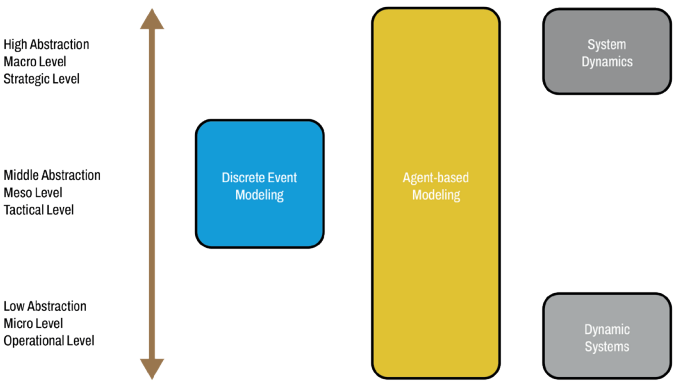 High Abstraction
Macro Level
Strategic Level
System
Dynamics
Middle Abstraction
Meso Level
Tactical Level
Discrete Event
Modeling
Agent-based
Modeling
Low Abstraction
Micro Level
Operational Level
Dynamic
Systems